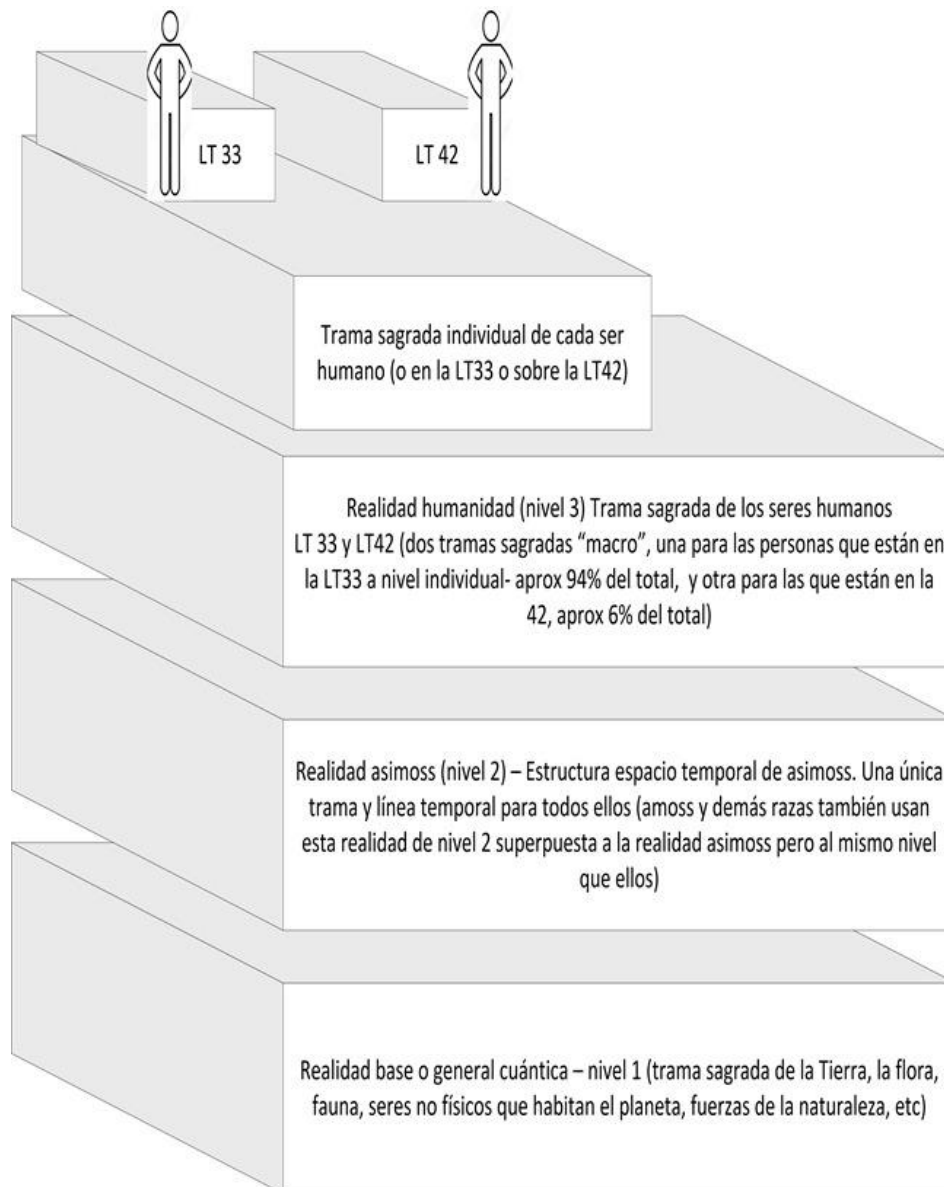 LT 33
LT 42
Trama sagrada individual de cada ser
humano (o en la LT33 o sobre la LT42)
Realidad humanidad (nivel 3) Trama sagrada de los seres humanos
LT 33 y LT42 (dos tramas sagradas “macro”, una para las personas que están en
la LT33 a nivel individual- aprox 94% del total,  y otra para las que están en la
42, aprox 6% del total)
Realidad asimoss (nivel 2) – Estructura espacio temporal de asimoss. Una única
trama y línea temporal para todos ellos (amoss y demás razas también usan
esta realidad de nivel 2 superpuesta a la realidad asimoss pero al mismo nivel
que ellos)
Realidad base o general cuántica – nivel 1 (trama sagrada de la Tierra, la flora,
fauna, seres no físicos que habitan el planeta, fuerzas de la naturaleza, etc)